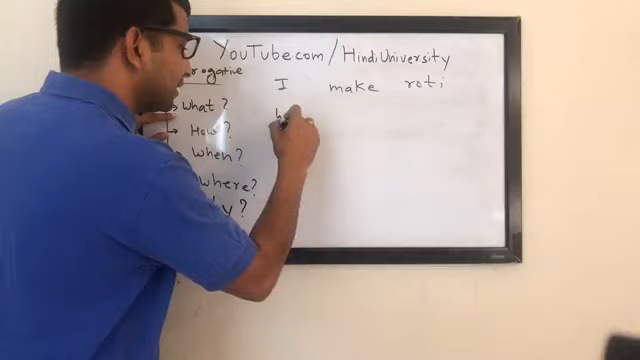 YouTube.com/HindiUniversity
I make roti
What?
How?
When?
where?